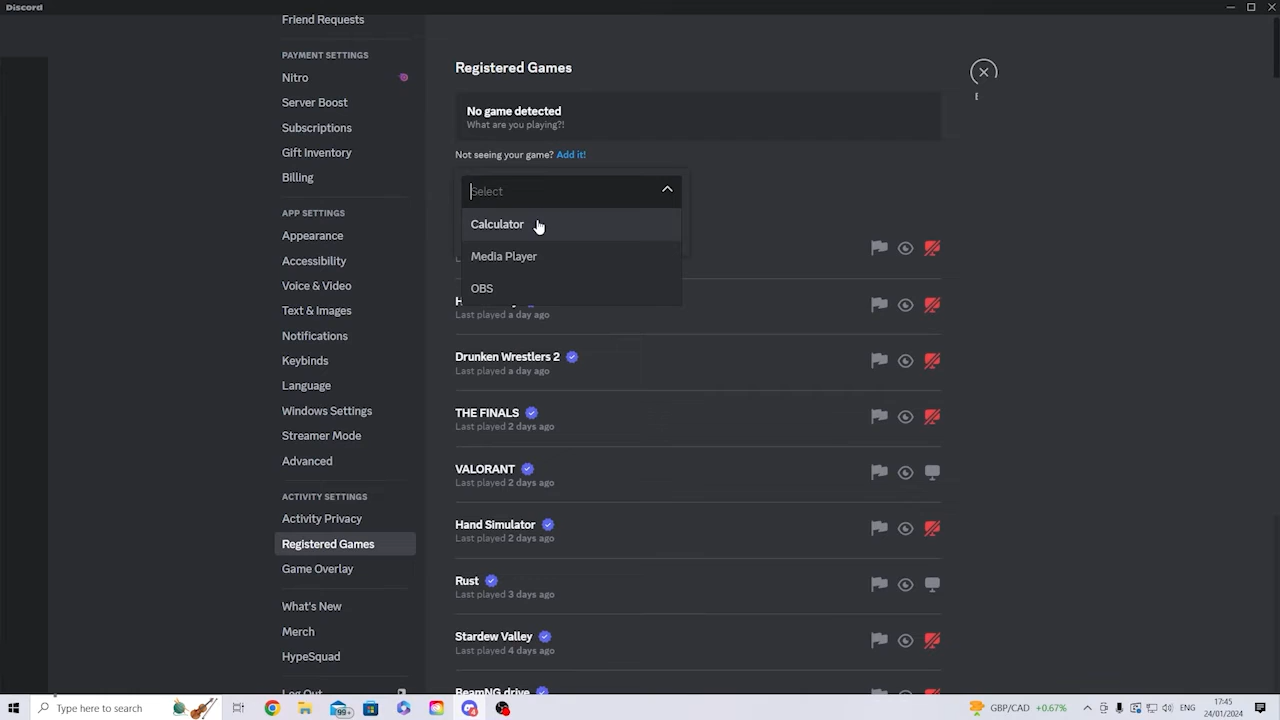 Discord
Friend Requests
PAYMENT SETTINGS
Nitro
Server Boost
Subscriptions
Gift Inventory
Billing
APP SETTINGS
Appearance
Accessibility
Voice & Video
Text & Images
Notifications
Keybinds
Language
Windows Settings
Streamer Mode
Advanced
ACTIVITY SETTINGS
Activity Privacy
Registered Games
Game Overlay
What's New
Merch
HypeSquad
Log Out
Registered Games
No game detected
What are you playing?!
Not seeing your game? Add it!
Select
Calculator
Media Player
OBS
Last played a day ago
Drunken Wrestlers 2
Last played a day ago
THE FINALS
Last played 2 days ago
VALORANT
Last played 2 days ago
Hand Simulator
Last played 2 days ago
Rust
Last played 3 days ago
Stardew Valley
Last played 4 days ago
BeamNG.drive
Type here to search
99+
GBP/CAD +0.67%
ENG
17:45
24/01/2024